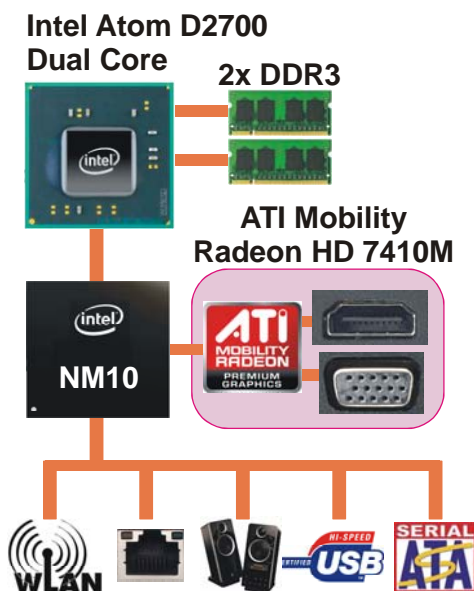 Intel Atom D2700
Dual Core
2x DDR3
intel
ATI Mobility
Radeon HD 7410M
intel
NM10
ATI
MOBILITY
RADEON
PREMIUM
GRAPHICS
WLAN
HI-SPEED
CERTIFIED
USB
SERIAL
ATA